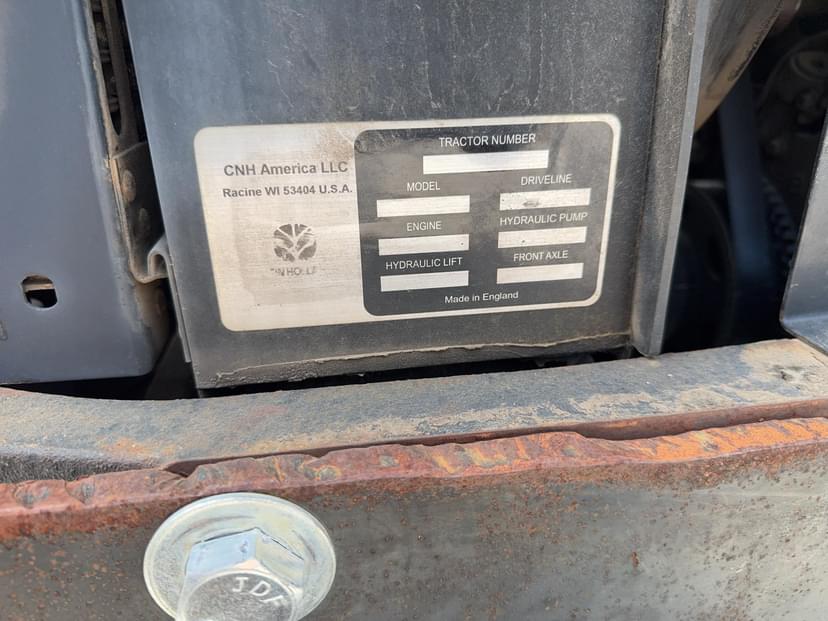 CNH America LLC
Racine WI 53404 U.S.A.
TRACTOR NUMBER
MODEL
DRIVELINE
ENGINE
HYDRAULIC PUMP
HYDRAULIC LIFT
FRONT AXLE
Made in England
JDF